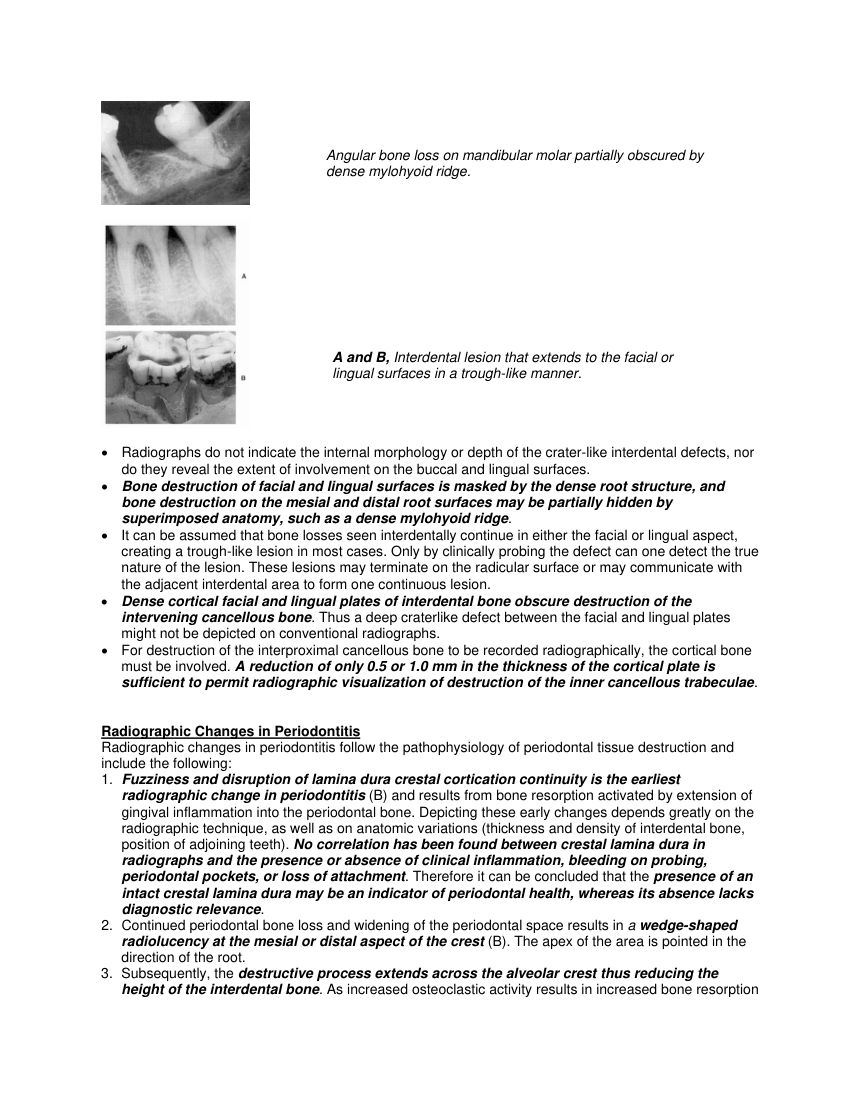 Angular bone loss on mandibular molar partially obscured by
dense mylohyoid ridge.
A
B
A and B, Interdental lesion that extends to the facial or
lingual surfaces in a trough-like manner.
• Radiographs do not indicate the internal morphology or depth of the crater-like interdental defects, nor
do they reveal the extent of involvement on the buccal and lingual surfaces.
• Bone destruction of facial and lingual surfaces is masked by the dense root structure, and
bone destruction on the mesial and distal root surfaces may be partially hidden by
superimposed anatomy, such as a dense mylohyoid ridge.
• It can be assumed that bone losses seen interdentally continue in either the facial or lingual aspect,
creating a trough-like lesion in most cases. Only by clinically probing the defect can one detect the true
nature of the lesion. These lesions may terminate on the radicular surface or may communicate with
the adjacent interdental area to form one continuous lesion.
• Dense cortical facial and lingual plates of interdental bone obscure destruction of the
intervening cancellous bone. Thus a deep craterlike defect between the facial and lingual plates
might not be depicted on conventional radiographs.
• For destruction of the interproximal cancellous bone to be recorded radiographically, the cortical bone
must be involved. A reduction of only 0.5 or 1.0 mm in the thickness of the cortical plate is
sufficient to permit radiographic visualization of destruction of the inner cancellous trabeculae.
Radiographic Changes in Periodontitis
Radiographic changes in periodontitis follow the pathophysiology of periodontal tissue destruction and
include the following:
1. Fuzziness and disruption of lamina dura crestal cortication continuity is the earliest
radiographic change in periodontitis (B) and results from bone resorption activated by extension of
gingival inflammation into the periodontal bone. Depicting these early changes depends greatly on the
radiographic technique, as well as on anatomic variations (thickness and density of interdental bone,
position of adjoining teeth). No correlation has been found between crestal lamina dura in
radiographs and the presence or absence of clinical inflammation, bleeding on probing,
periodontal pockets, or loss of attachment. Therefore it can be concluded that the presence of an
intact crestal lamina dura may be an indicator of periodontal health, whereas its absence lacks
diagnostic relevance.
2. Continued periodontal bone loss and widening of the periodontal space results in a wedge-shaped
radiolucency at the mesial or distal aspect of the crest (B). The apex of the area is pointed in the
direction of the root.
3. Subsequently, the destructive process extends across the alveolar crest thus reducing the
height of the interdental bone. As increased osteoclastic activity results in increased bone resorption